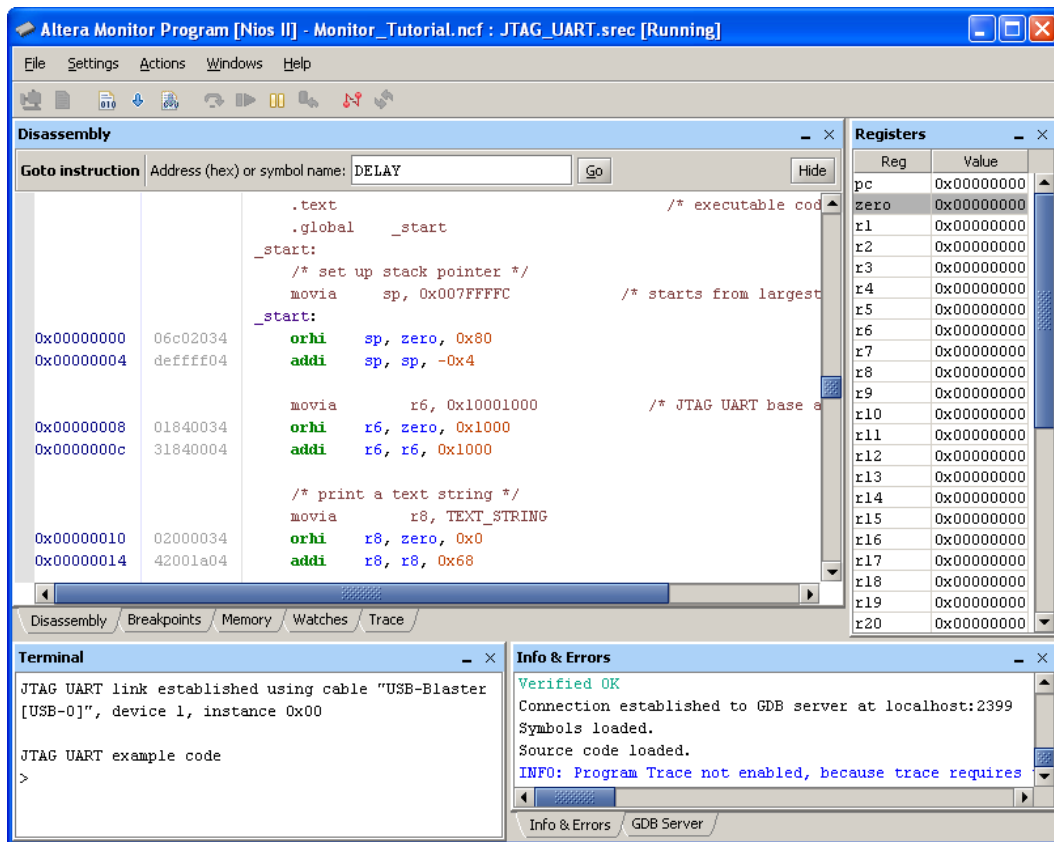 Altera Monitor Program [Nios II] - Monitor_Tutorial.ncf : JTAG_UART.srec [Running]
File Settings Actions Windows Help
Disassembly
Goto instruction Address (hex) or symbol name: DELAY Go Hide
.text /* executable cod
.global _start
_start:
/* set up stack pointer */
movia sp, 0x007FFFFC /* starts from largest
_start:
0x00000000 06c02034 orhi sp, zero, 0x80
0x00000004 deffff04 addi sp, sp, -0x4
movia r6, 0x10001000 /* JTAG UART base a
0x00000008 01840034 orhi r6, zero, 0x1000
0x0000000c 31840004 addi r6, r6, 0x1000
/* print a text string */
movia r8, TEXT_STRING
0x00000010 02000034 orhi r8, zero, 0x0
0x00000014 42001a04 addi r8, r8, 0x68
Disassembly Breakpoints Memory Watches Trace
Registers
Reg Value
pc 0x00000000
zero 0x00000000
r1 0x00000000
r2 0x00000000
r3 0x00000000
r4 0x00000000
r5 0x00000000
r6 0x00000000
r7 0x00000000
r8 0x00000000
r9 0x00000000
r10 0x00000000
r11 0x00000000
r12 0x00000000
r13 0x00000000
r14 0x00000000
r15 0x00000000
r16 0x00000000
r17 0x00000000
r18 0x00000000
r19 0x00000000
r20 0x00000000
Terminal
JTAG UART link established using cable "USB-Blaster
[USB-0]", device 1, instance 0x00
JTAG UART example code
>
Info & Errors
Verified OK
Connection established to GDB server at localhost:2399
Symbols loaded.
Source code loaded.
INFO: Program Trace not enabled, because trace requires
Info & Errors GDB Server